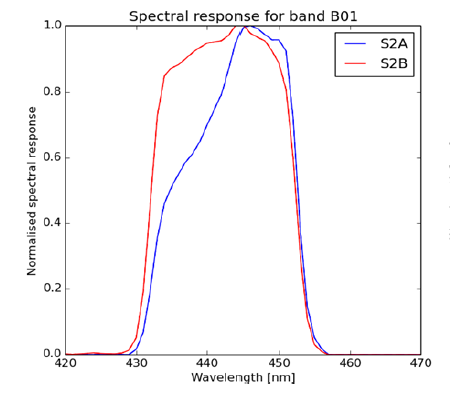 Spectral response for band B01
1.0
S2A
S2B
0.8
0.6
Normalised spectral response
0.4
0.2
0.0
420 430 440 450 460 470
Wavelength [nm]